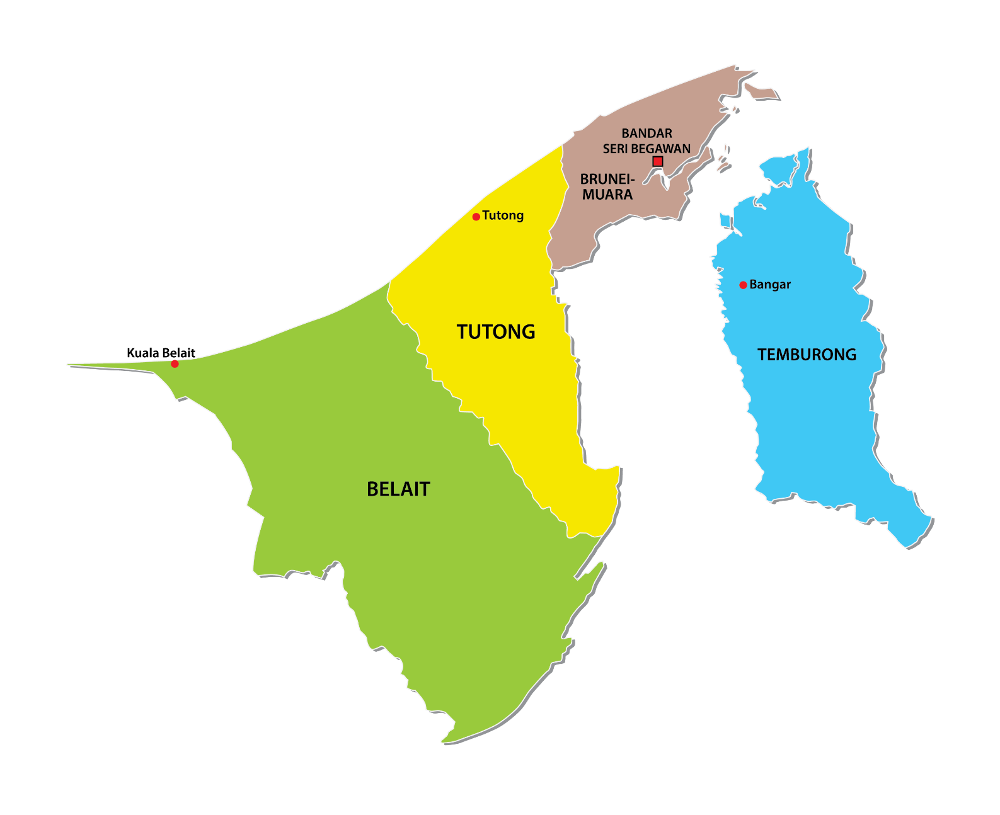 BANDAR
SERI BEGAWAN
BRUNEI-
MUARA
Tutong
Bangar
TUTONG
TEMBURONG
Kuala Belait
BELAIT